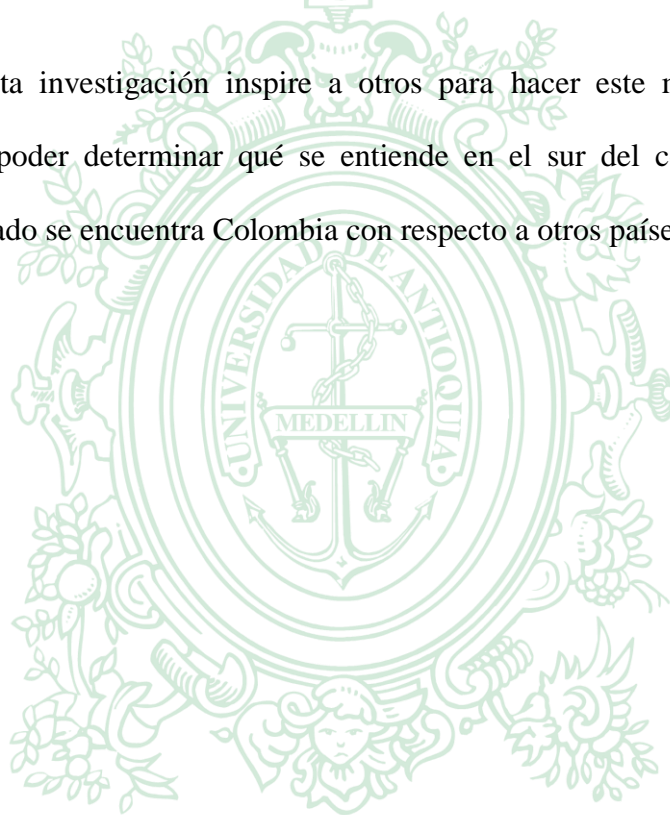 ta investigación inspire a otros para hacer este
poder determinar qué se entiende en el sur del
ado se encuentra Colombia con respecto a otros paíse
UNIVERSIDAD DE ANTIOQUIA
MEDELLIN